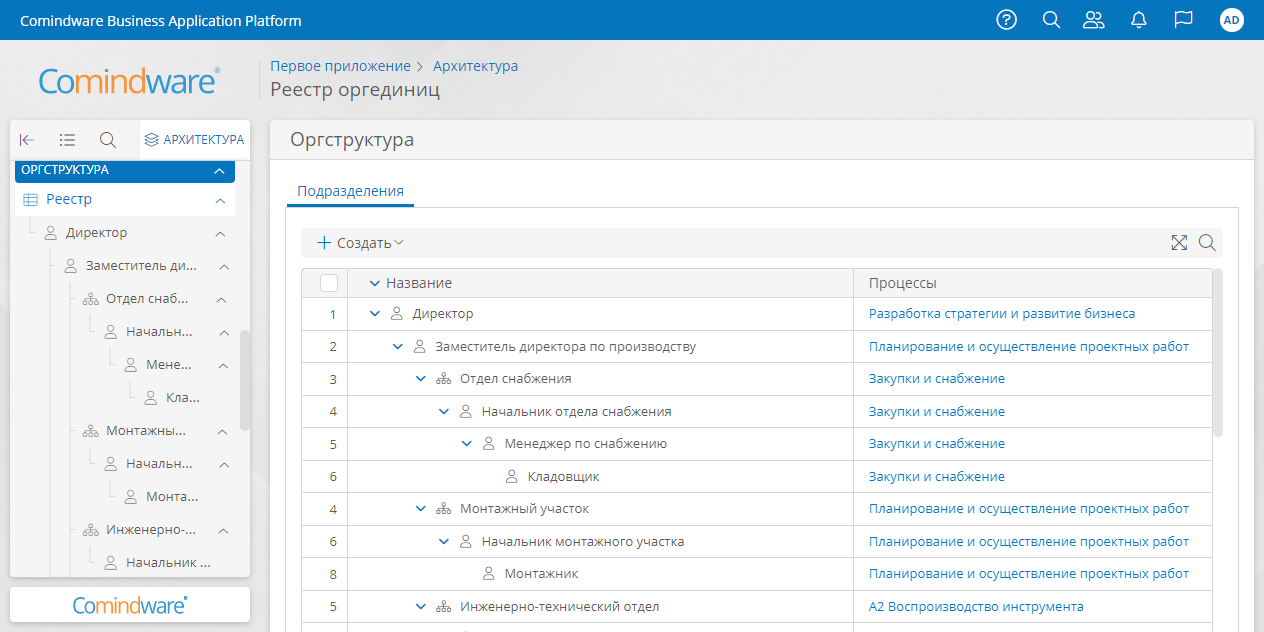 Comindware Business Application Platform
AD
Comindware®
Первое приложение > Архитектура
Реестр оргединиц
АРХИТЕКТУРА
ОРГСТРУКТУРА
Реестр
Директор
Заместитель ди...
Отдел снаб...
Начальн...
Мене...
Кла...
Монтажны...
Начальн...
Монта...
Инженерно-...
Начальник ...
Comindware®
Оргструктура
Подразделения
Создать
Название Процессы
1 Директор Разработка стратегии и развитие бизнеса
2 Заместитель директора по производству Планирование и осуществление проектных работ
3 Отдел снабжения Закупки и снабжение
4 Начальник отдела снабжения Закупки и снабжение
5 Менеджер по снабжению Закупки и снабжение
6 Кладовщик Закупки и снабжение
4 Монтажный участок Планирование и осуществление проектных работ
6 Начальник монтажного участка Планирование и осуществление проектных работ
8 Монтажник Планирование и осуществление проектных работ
5 Инженерно-технический отдел А2 Воспроизводство инструмента